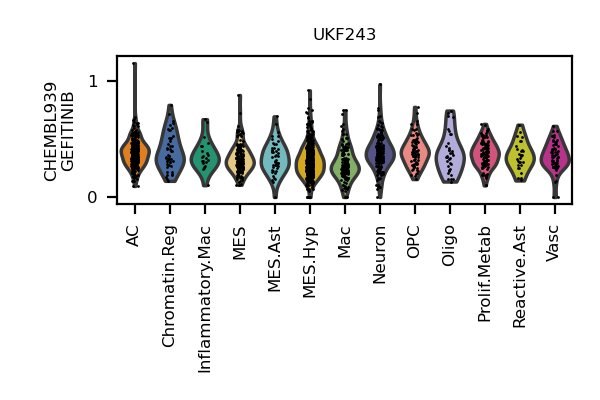 UKF243
CHEMBL939
GEFITINIB
1
0
AC
Chromatin.Reg
Inflammatory.Mac
MES
MES.Ast
MES.Hyp
Mac
Neuron
OPC
Oligo
Prolif.Metab
Reactive.Ast
Vasc